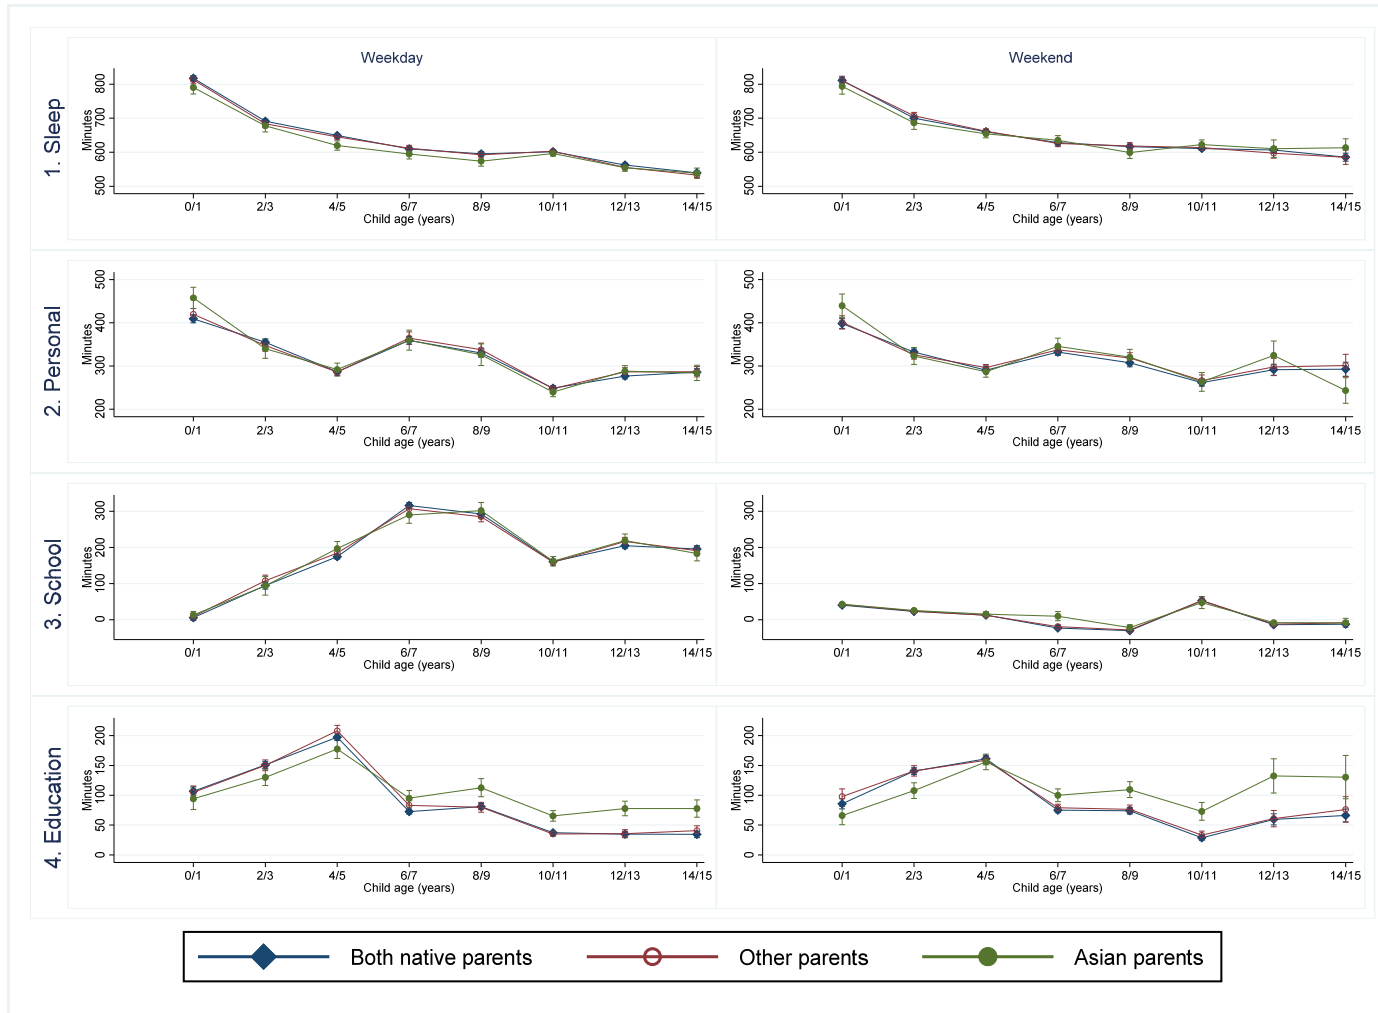 Weekday
Weekend
1. Sleep
Minutes
800
700
600
500
0/1 2/3 4/5 6/7 8/9 10/11 12/13 14/15
Child age (years)
Minutes
800
700
600
500
0/1 2/3 4/5 6/7 8/9 10/11 12/13 14/15
Child age (years)
2. Personal
Minutes
500
400
300
200
0/1 2/3 4/5 6/7 8/9 10/11 12/13 14/15
Child age (years)
Minutes
500
400
300
200
0/1 2/3 4/5 6/7 8/9 10/11 12/13 14/15
Child age (years)
3. School
Minutes
300
200
100
0
0/1 2/3 4/5 6/7 8/9 10/11 12/13 14/15
Child age (years)
Minutes
300
200
100
0
0/1 2/3 4/5 6/7 8/9 10/11 12/13 14/15
Child age (years)
4. Education
Minutes
200
150
100
50
0
0/1 2/3 4/5 6/7 8/9 10/11 12/13 14/15
Child age (years)
Minutes
200
150
100
50
0
0/1 2/3 4/5 6/7 8/9 10/11 12/13 14/15
Child age (years)
Both native parents Other parents Asian parents